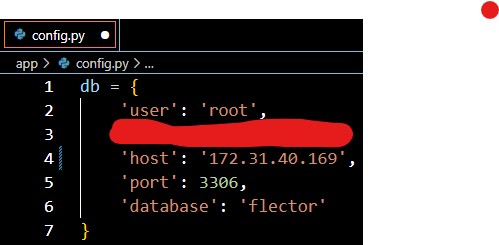 config.py
app > config.py > ...
1 db = {
2 'user': 'root',
3
4 'host': '172.31.40.169',
5 'port': 3306,
6 'database': 'flector'
7 }